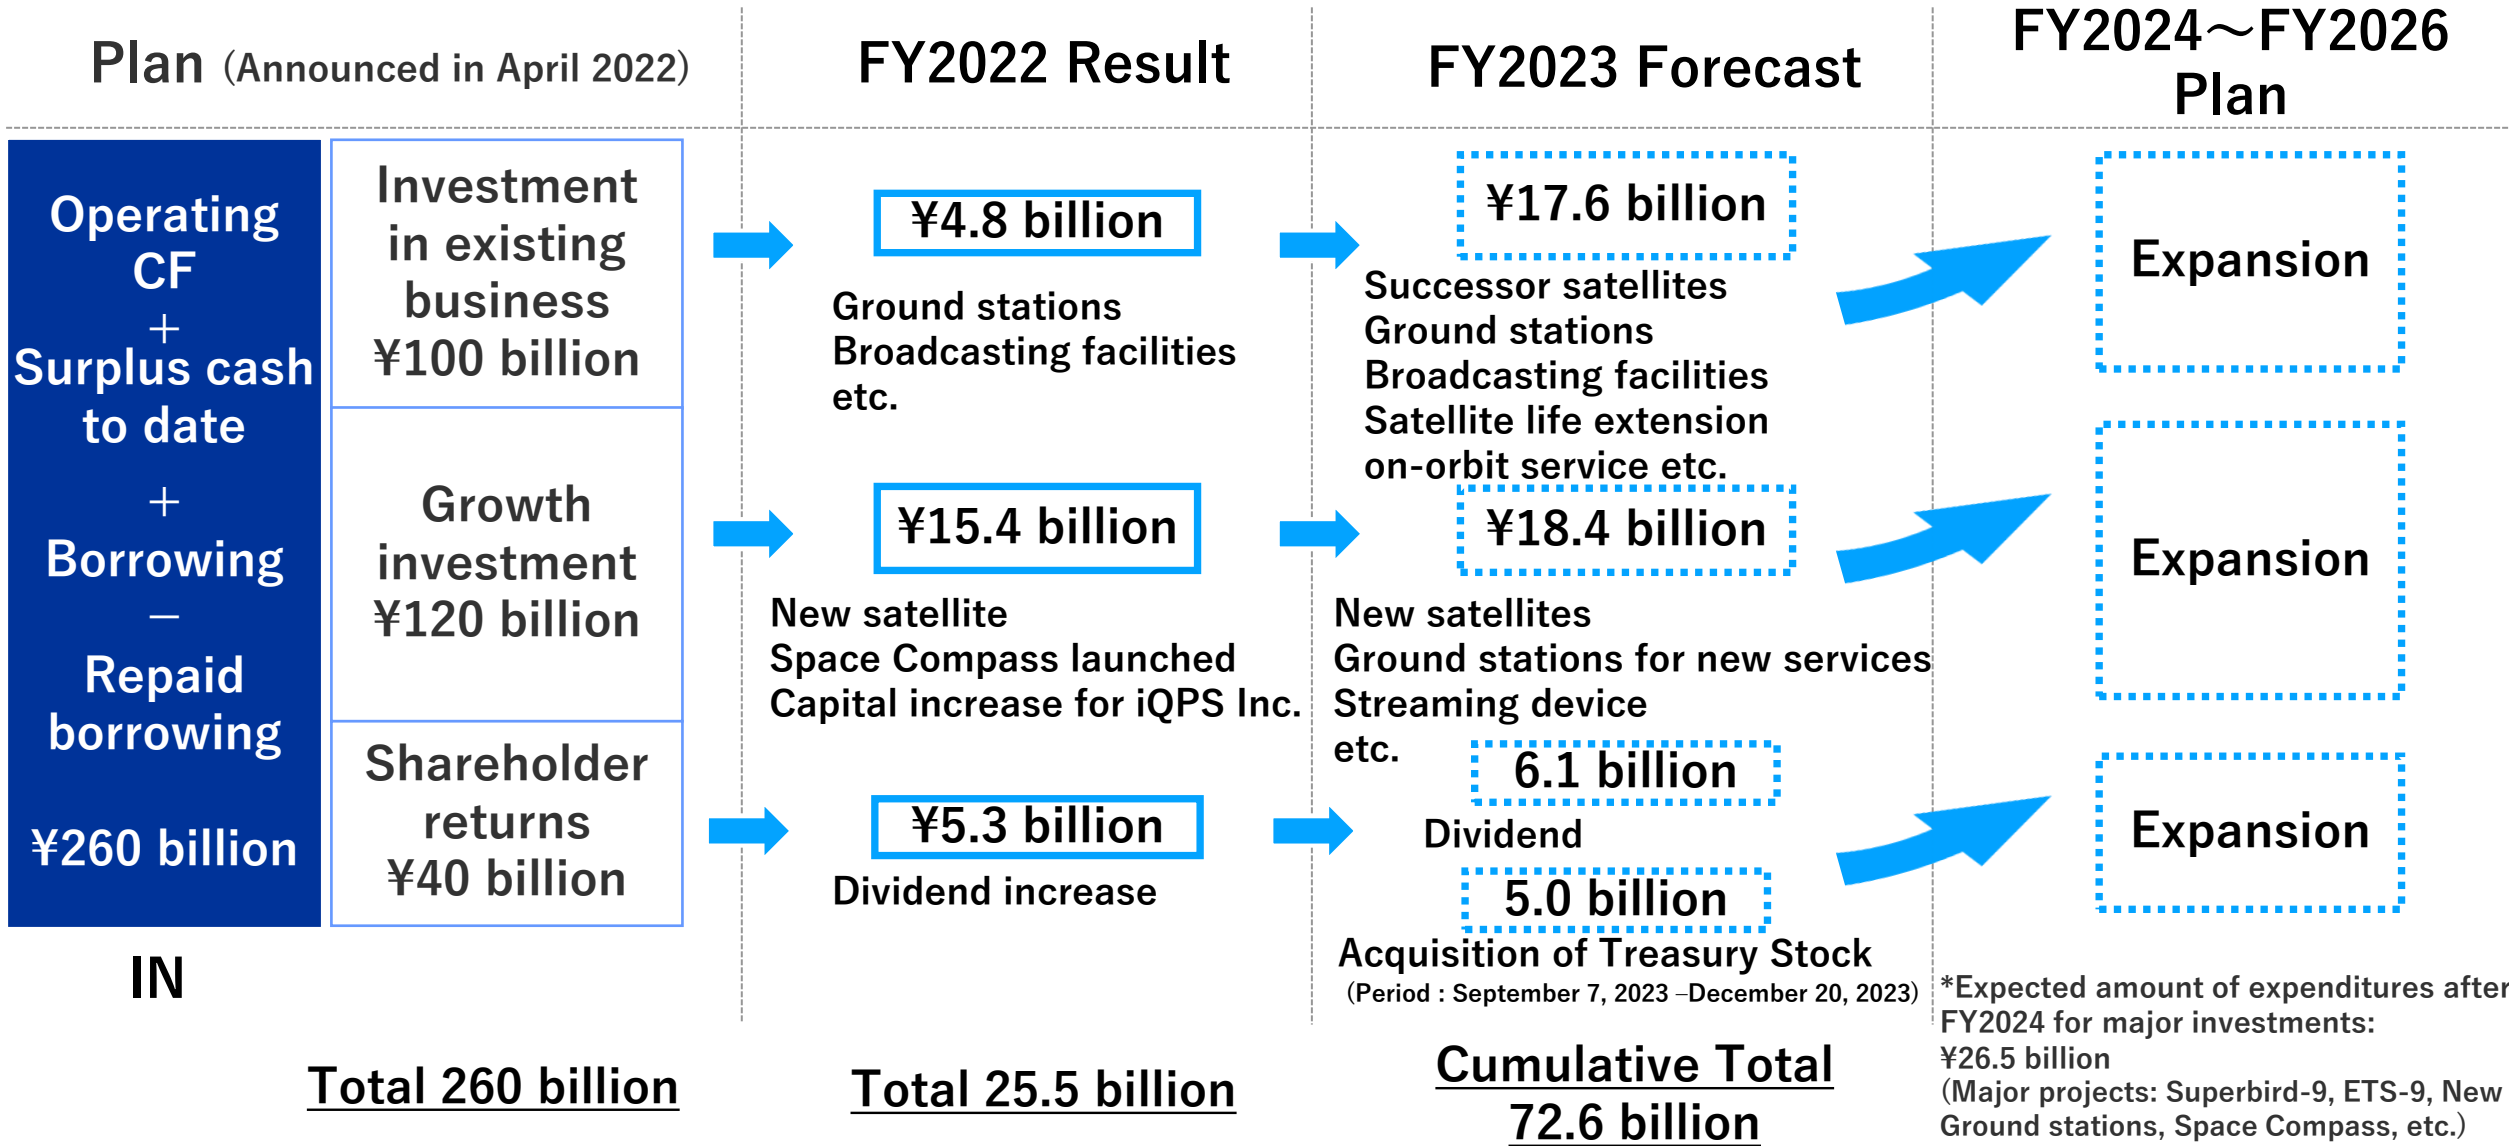 Plan (Announced in April 2022)
FY2022 Result
FY2023 Forecast
FY2024～FY2026
Plan
Operating
CF
+
Surplus cash
to date
+
Borrowing
−
Repaid
borrowing
¥260 billion
IN
Investment
in existing
business
¥100 billion
Growth
investment
¥120 billion
Shareholder
returns
¥40 billion
Total 260 billion
¥4.8 billion
Ground stations
Broadcasting facilities
etc.
¥15.4 billion
New satellite
Space Compass launched
Capital increase for iQPS Inc.
¥5.3 billion
Dividend increase
Total 25.5 billion
¥17.6 billion
Successor satellites
Ground stations
Broadcasting facilities
Satellite life extension
on-orbit service etc.
¥18.4 billion
New satellites
Ground stations for new services
Streaming device
etc.
6.1 billion
Dividend
5.0 billion
Acquisition of Treasury Stock
(Period : September 7, 2023 –December 20, 2023)
Cumulative Total
72.6 billion
Expansion
Expansion
Expansion
*Expected amount of expenditures after
FY2024 for major investments:
¥26.5 billion
(Major projects: Superbird-9, ETS-9, New
Ground stations, Space Compass, etc.)